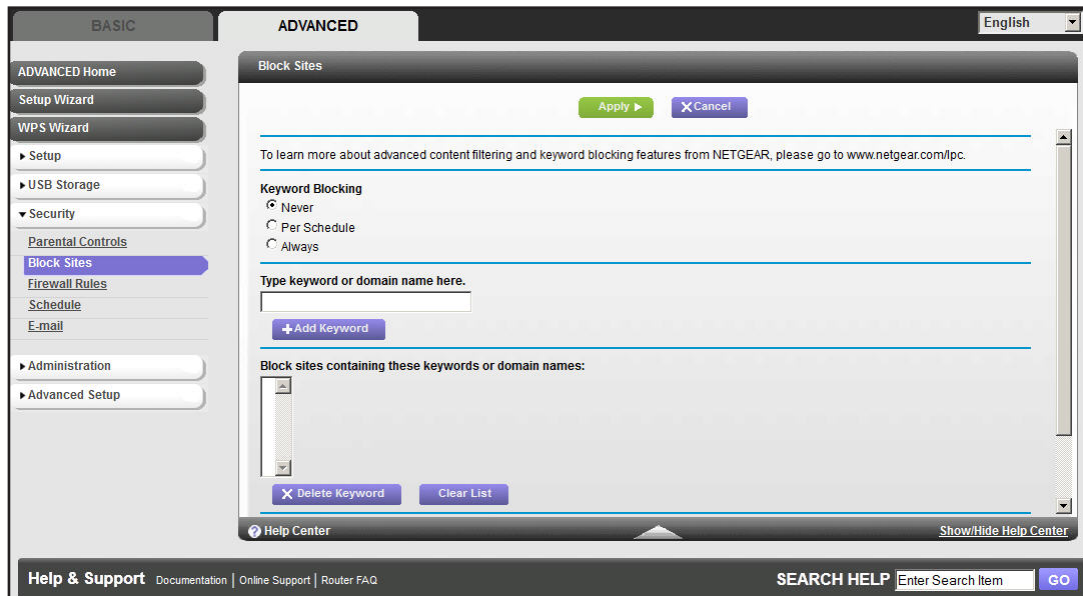 BASIC
ADVANCED
English
ADVANCED Home
Setup Wizard
WPS Wizard
Setup
USB Storage
Security
Parental Controls
Block Sites
Firewall Rules
Schedule
E-mail
Administration
Advanced Setup
Block Sites
Apply
Cancel
To learn more about advanced content filtering and keyword blocking features from NETGEAR, please go to www.netgear.com/lpc.
Keyword Blocking
Never
Per Schedule
Always
Type keyword or domain name here.
Add Keyword
Block sites containing these keywords or domain names:
Delete Keyword Clear List
Help Center Show/Hide Help Center
Help & Support Documentation | Online Support | Router FAQ SEARCH HELP Enter Search Item GO